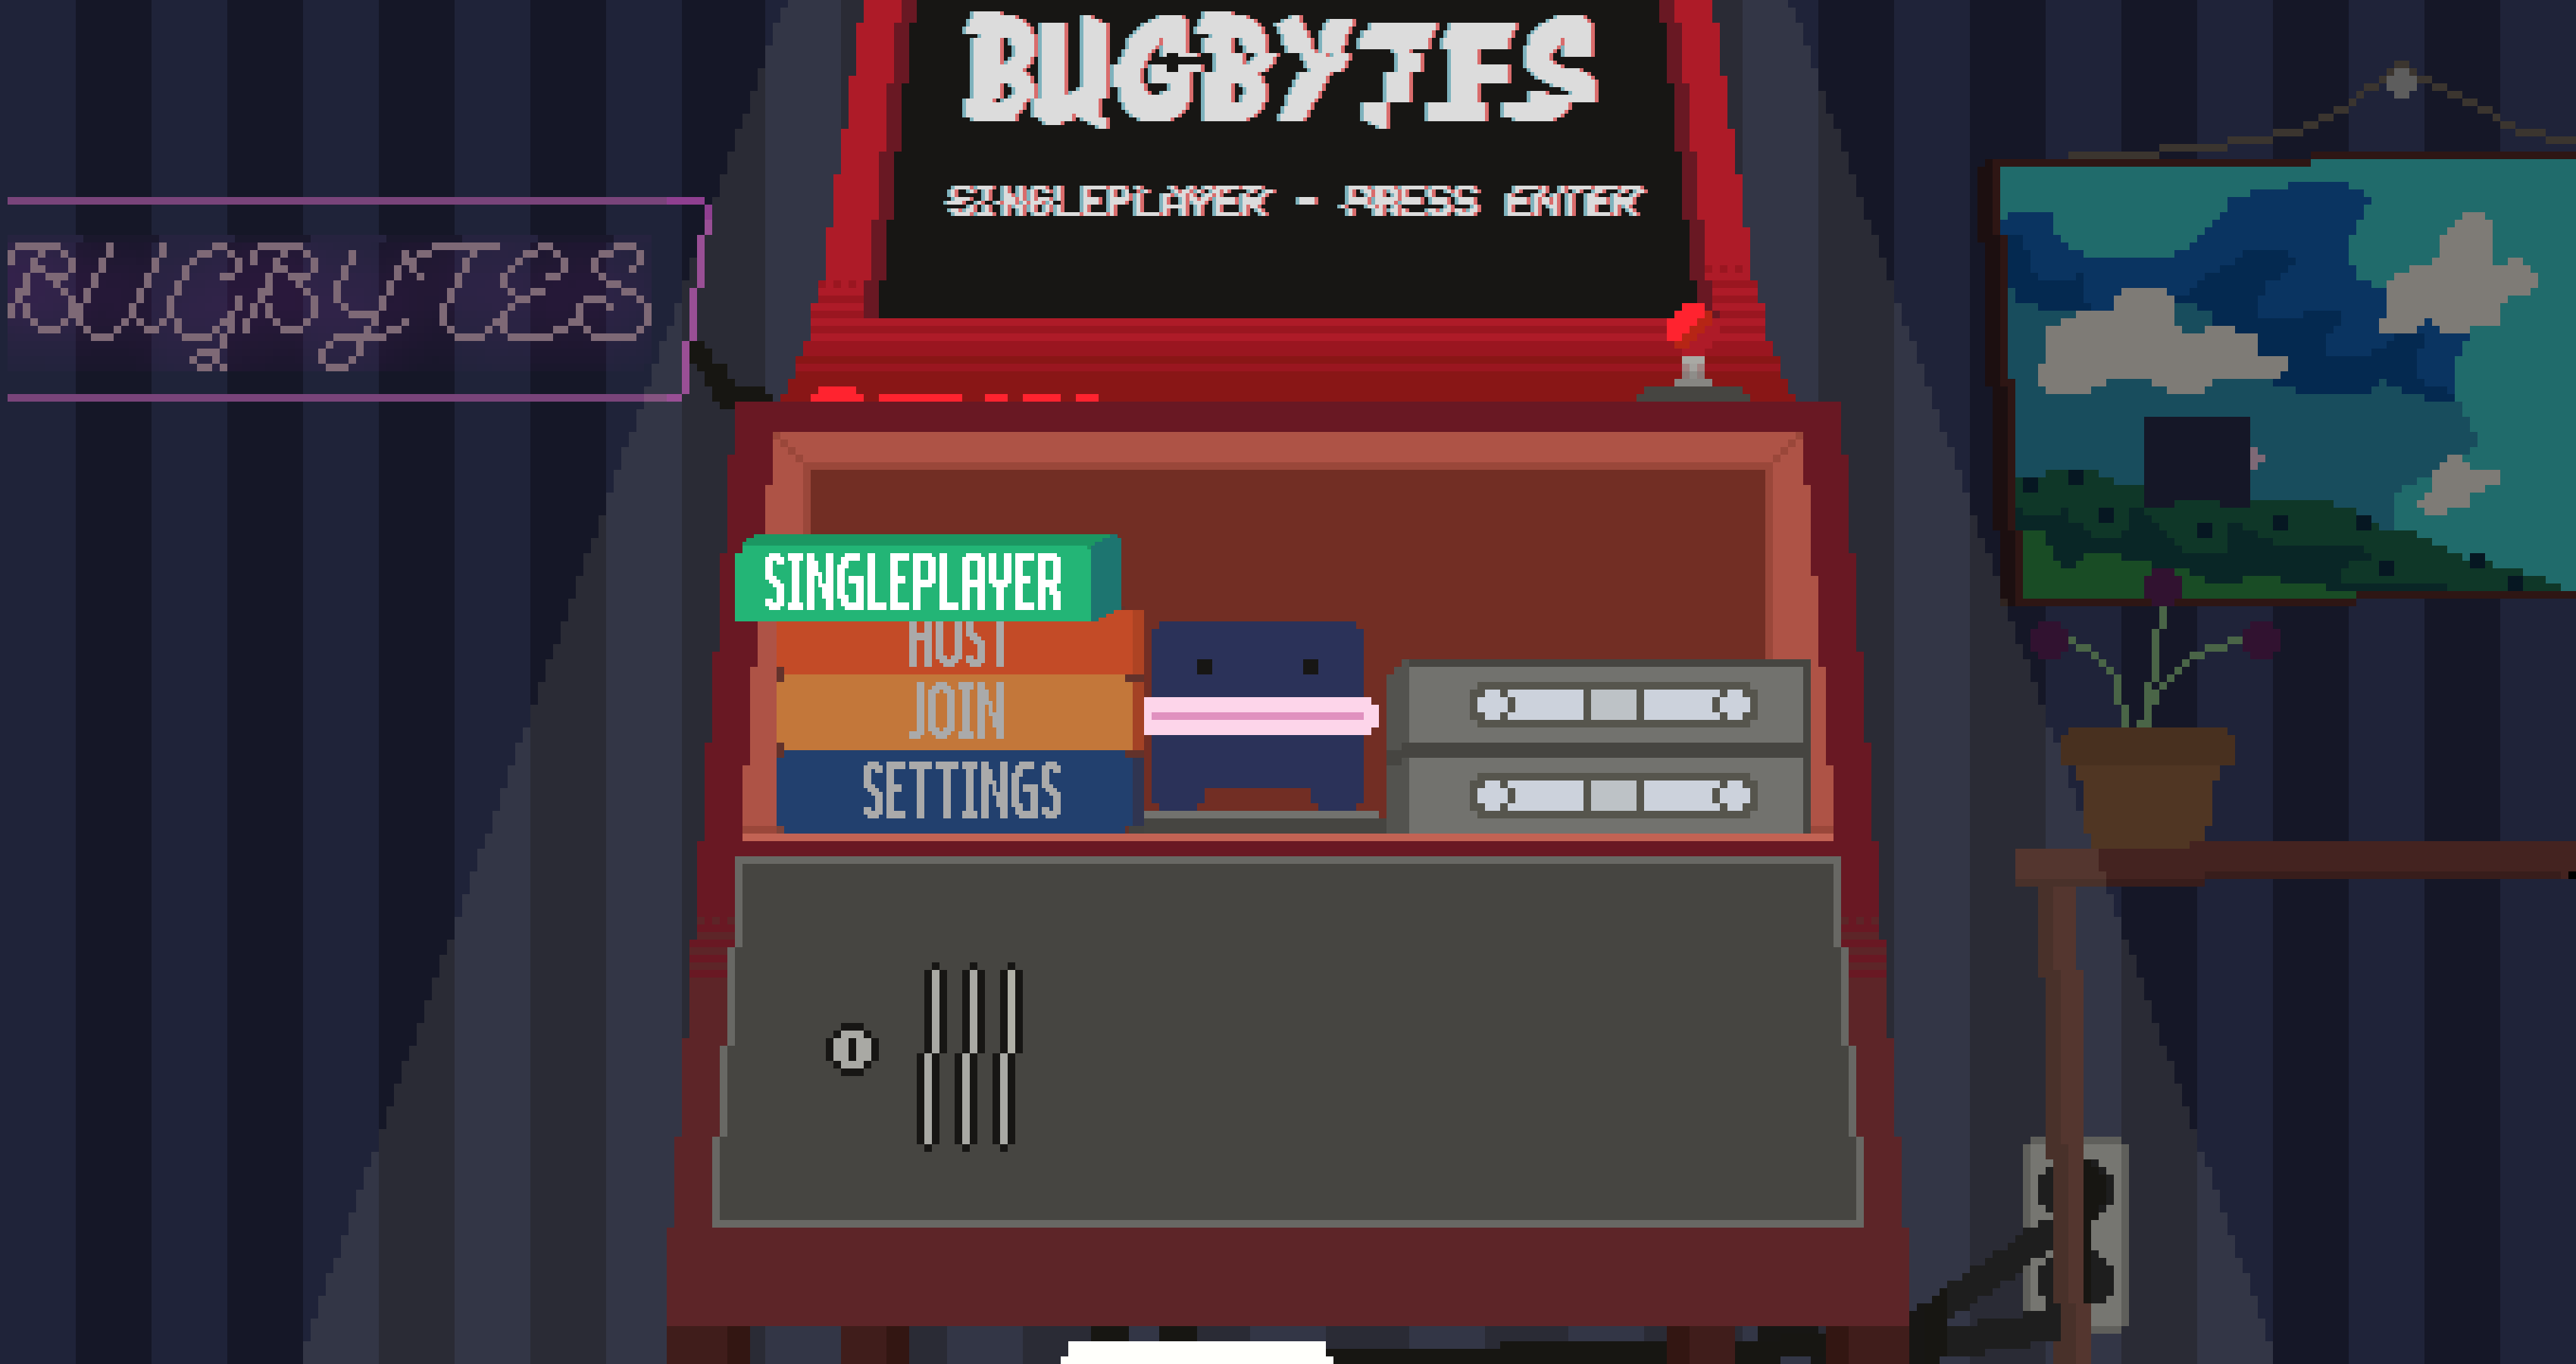 BUGBYTES
SINGLEPLAYER - PRESS ENTER
BUGBYTES
SINGLEPLAYER
HOST
JOIN
SETTINGS